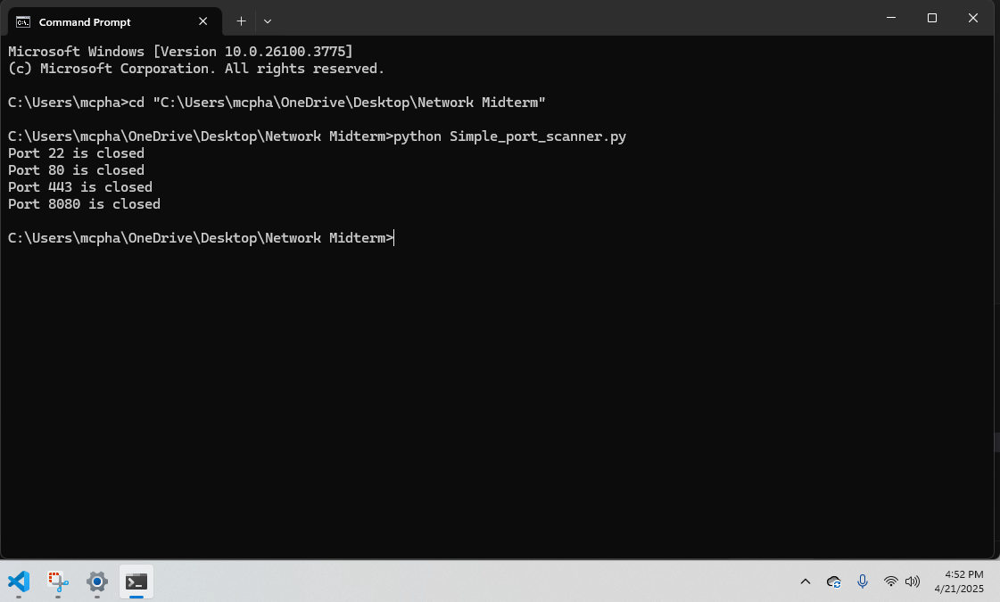 Command Prompt
Microsoft Windows [Version 10.0.26100.3775]
(c) Microsoft Corporation. All rights reserved.
C:\Users\mcpha>cd "C:\Users\mcpha\OneDrive\Desktop\Network Midterm"
C:\Users\mcpha\OneDrive\Desktop\Network Midterm>python Simple_port_scanner.py
Port 22 is closed
Port 80 is closed
Port 443 is closed
Port 8080 is closed
C:\Users\mcpha\OneDrive\Desktop\Network Midterm>
4:52 PM
4/21/2025